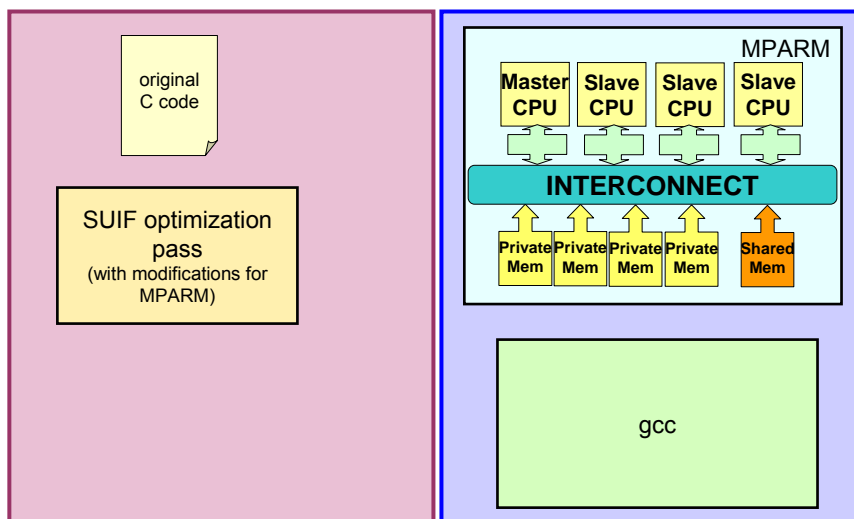 original
C code
SUIF optimization
pass
(with modifications for
MPARM)
MPARM
Master
CPU
Slave
CPU
Slave
CPU
Slave
CPU
INTERCONNECT
Private
Mem
Private
Mem
Private
Mem
Private
Mem
Shared
Mem
gcc